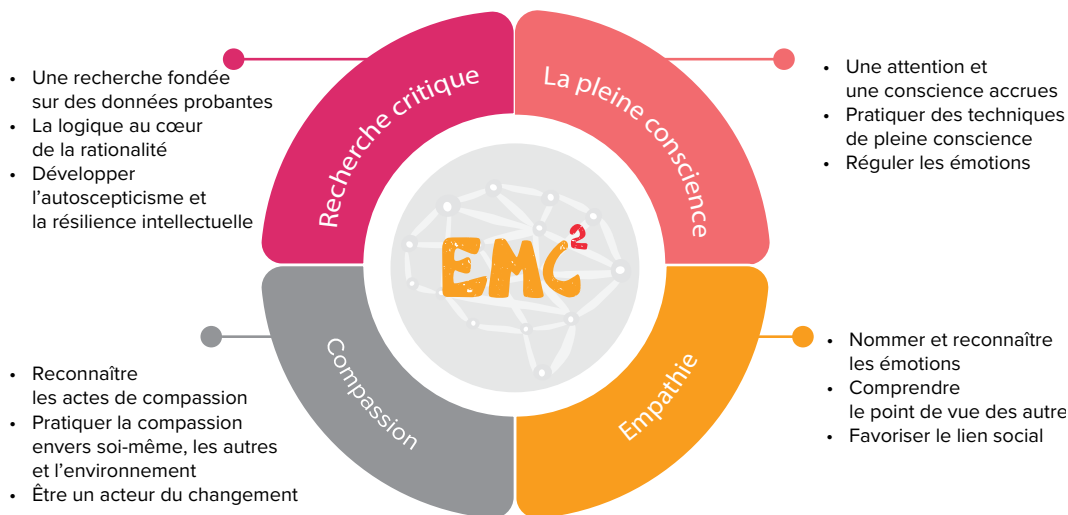 Recherche critique
• Une recherche fondée
sur des données probantes
• La logique au cœur
de la rationalité
• Développer
l'autoscepticisme et
la résilience intellectuelle
La pleine conscience
• Une attention et
une conscience accrues
• Pratiquer des techniques
de pleine conscience
• Réguler les émotions
EMC²
Compassion
• Reconnaître
les actes de compassion
• Pratiquer la compassion
envers soi-même, les autres
et l'environnement
• Être un acteur du changement
Empathie
• Nommer et reconnaître
les émotions
• Comprendre
le point de vue des autre
• Favoriser le lien social